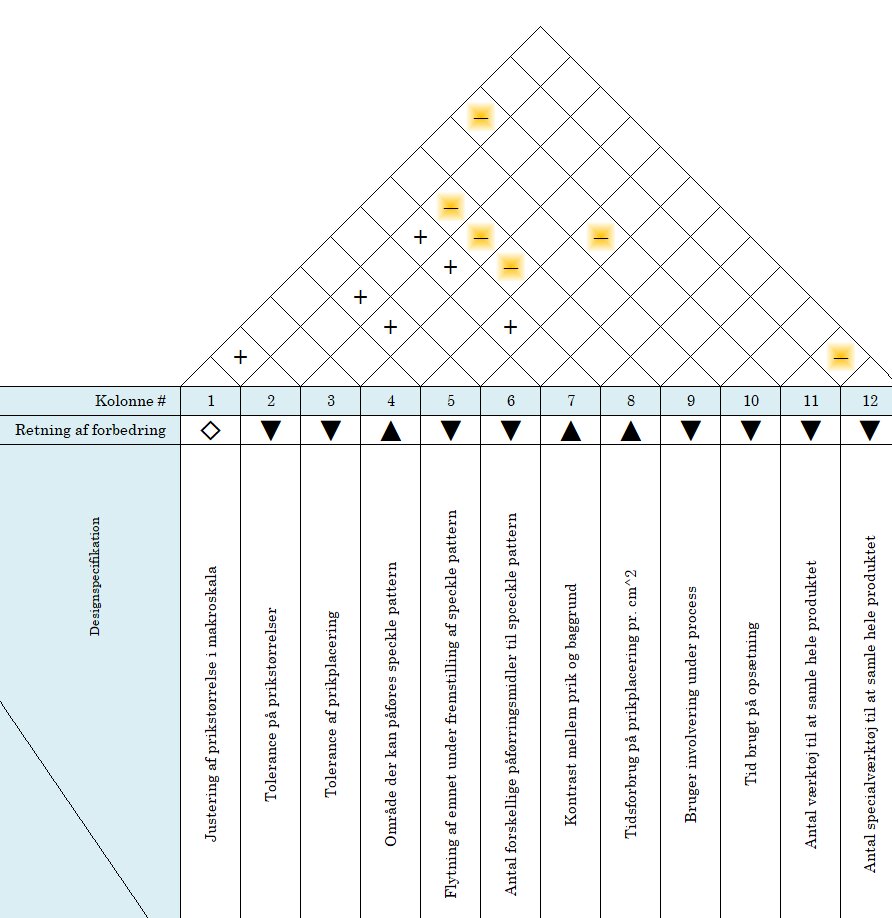 —
—
+
—
—
+
—
+
+
+
+
—
Kolonne #
1 2 3 4 5 6 7 8 9 10 11 12
Retning af forbedring ◇ ▼ ▼ ▲ ▼ ▼ ▲ ▲ ▼ ▼ ▼ ▼
Designspecifikation
Justering af prikstørrelse i makroskala
Tolerance på prikstørrelser
Tolerance af prikplacering
Område der kan påføres speckle pattern
Flytning af emnet under fremstilling af speckle pattern
Antal forskellige påførringsmidler til spceckle pattern
Kontrast mellem prik og baggrund
Tidsforbrug på prikplacering pr. cm^2
Bruger involvering under process
Tid brugt på opsætning
Antal værktøj til at samle hele produktet
Antal specialværktøj til at samle hele produktet